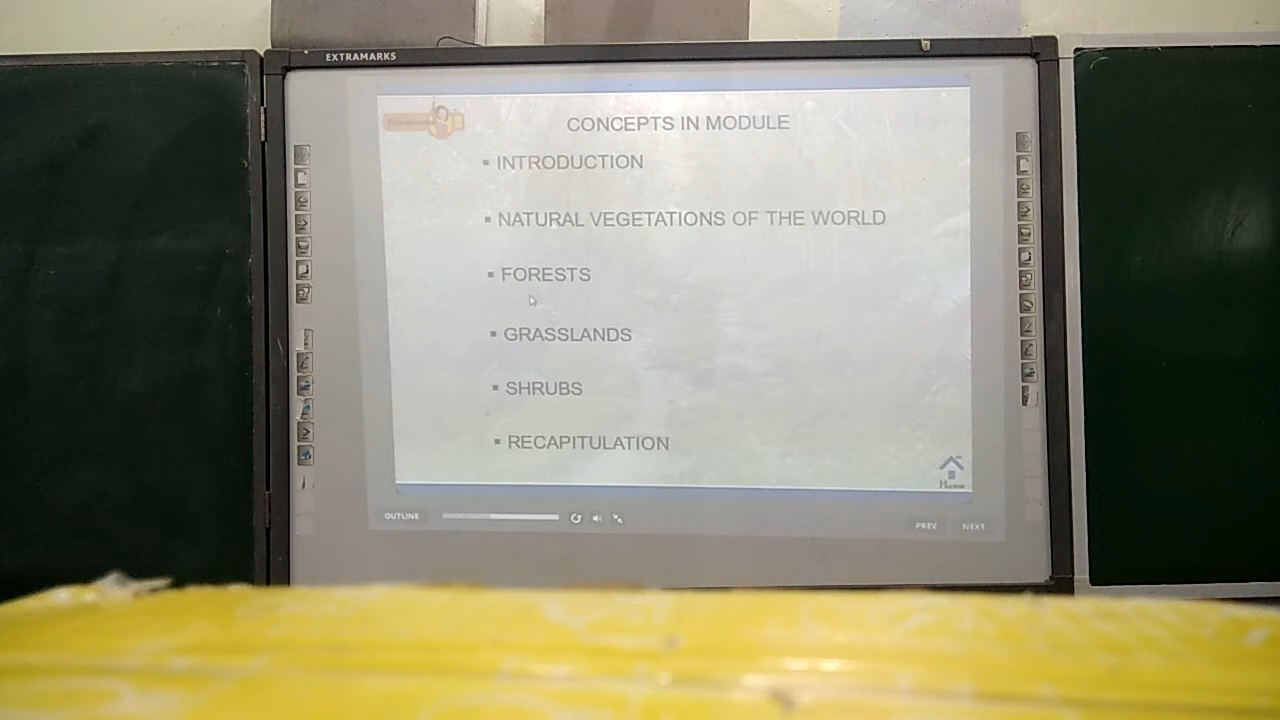 EXTRAMARKS
CONCEPTS IN MODULE
▪ INTRODUCTION
▪ NATURAL VEGETATIONS OF THE WORLD
▪ FORESTS
▪ GRASSLANDS
▪ SHRUBS
▪ RECAPITULATION
Home
OUTLINE
PREV NEXT